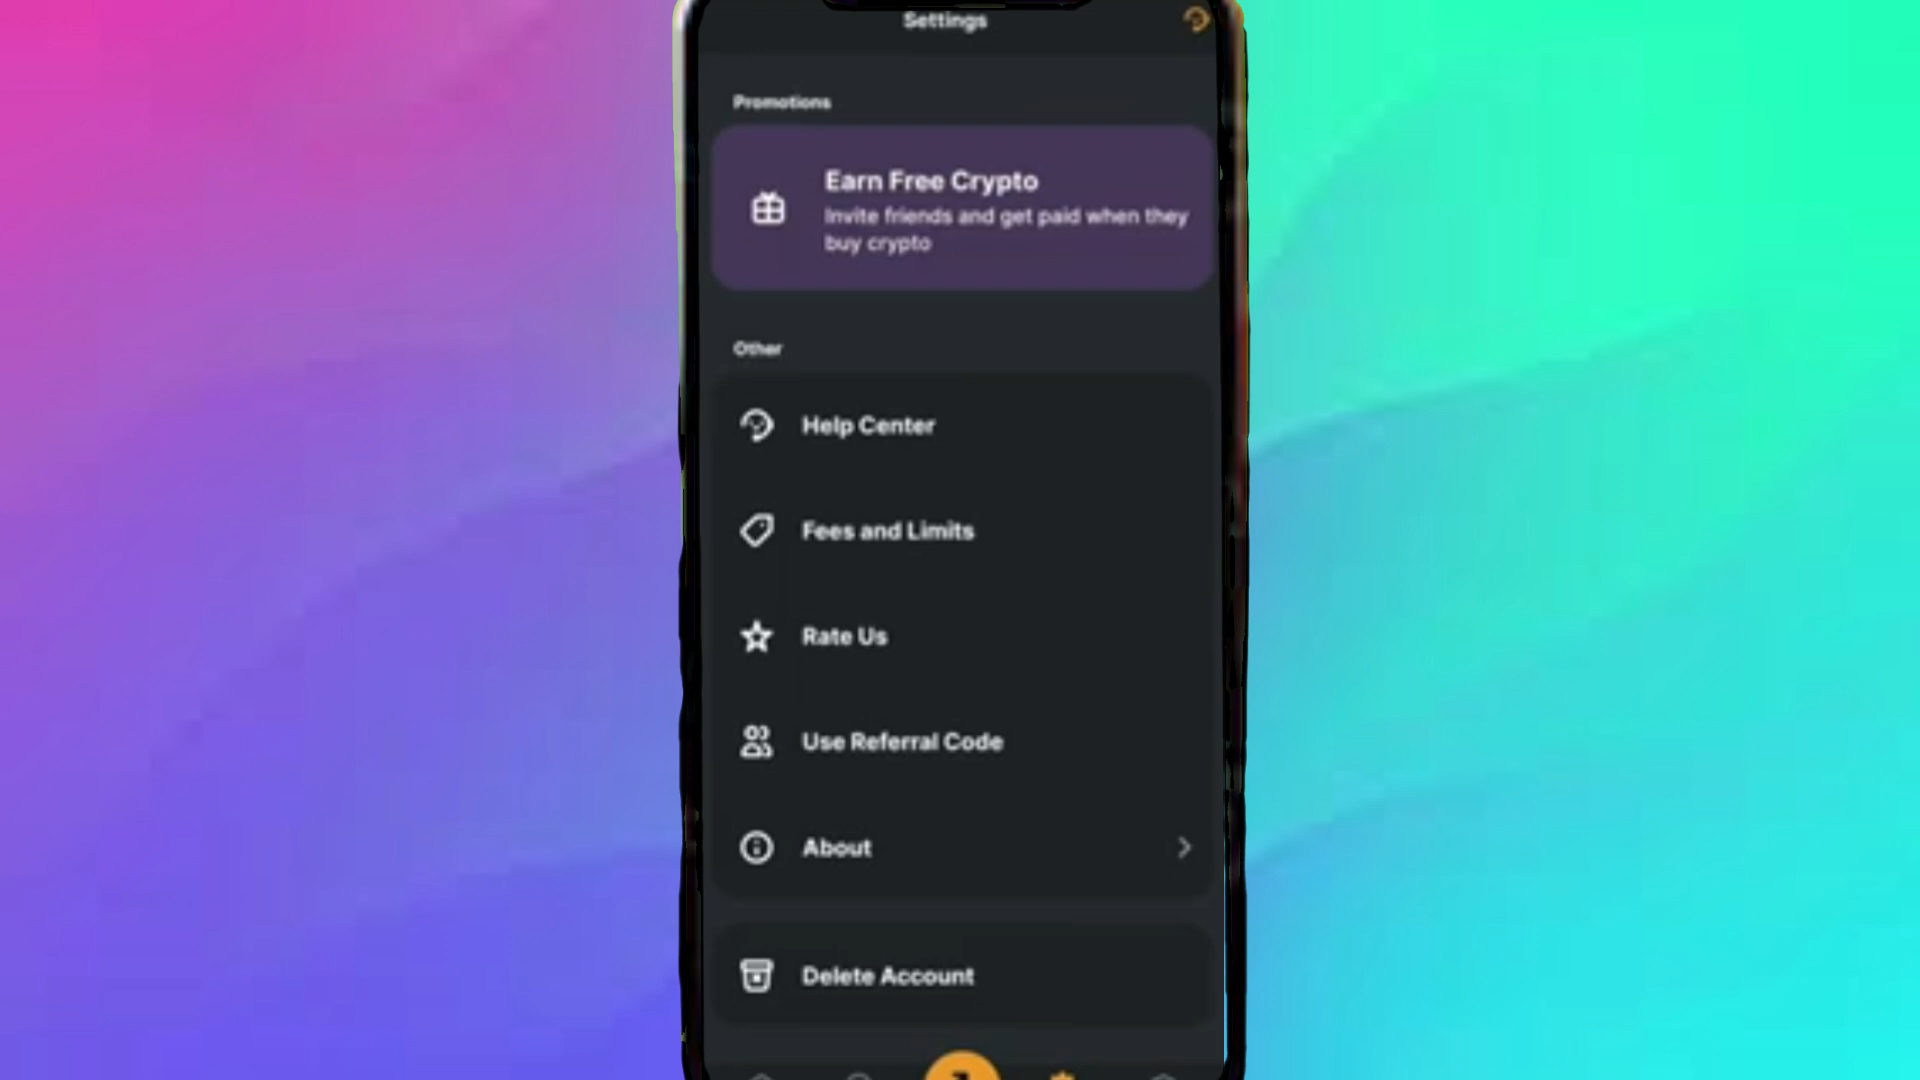 Settings
Promotions
Earn Free Crypto
Invite friends and get paid when they
buy crypto
Other
Help Center
Fees and Limits
Rate Us
Use Referral Code
About
Delete Account